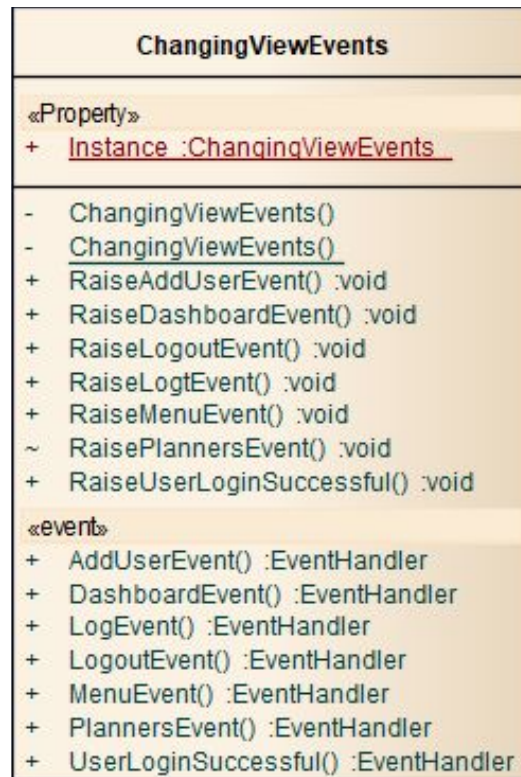 ChangingViewEvents
«Property»
+ Instance :ChangingViewEvents
- ChangingViewEvents()
- ChangingViewEvents()
+ RaiseAddUserEvent() :void
+ RaiseDashboardEvent() :void
+ RaiseLogoutEvent() :void
+ RaiseLogtEvent() :void
+ RaiseMenuEvent() :void
~ RaisePlannersEvent() :void
+ RaiseUserLoginSuccessful() :void
«event»
+ AddUserEvent() :EventHandler
+ DashboardEvent() :EventHandler
+ LogEvent() :EventHandler
+ LogoutEvent() :EventHandler
+ MenuEvent() :EventHandler
+ PlannersEvent() :EventHandler
+ UserLoginSuccessful() :EventHandler